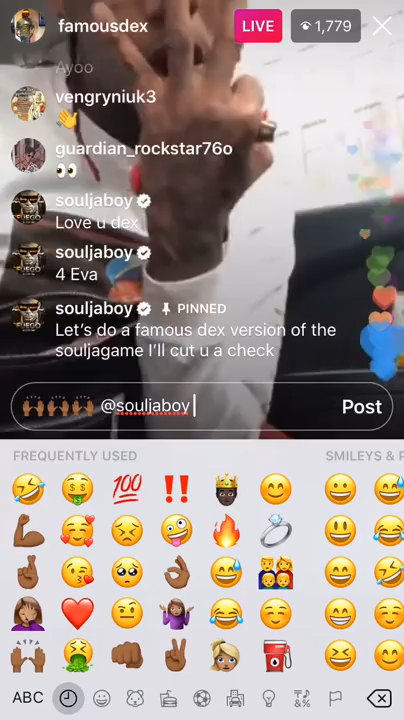 famousdex
LIVE
1,779
Ayoo
vengryniuk3
👋
guardian_rockstar76o
👀
souljaboy
Love u dex
souljaboy
4 Eva
souljaboy PINNED
Let's do a famous dex version of the
souljagame I'll cut u a check
🙌🏾🙌🏾🙌🏾 @souljaboy
Post
FREQUENTLY USED
SMILEYS & P
ABC